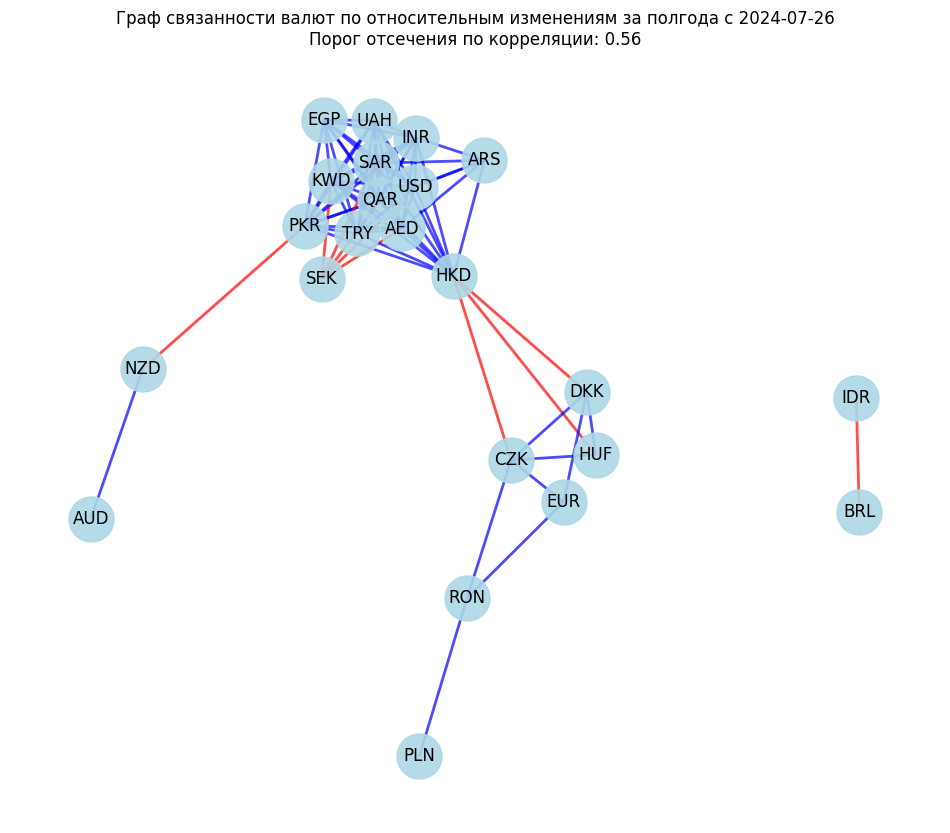 Граф связанности валют по относительным изменениям за полгода с 2024-07-26
Порог отсечения по корреляции: 0.56
EGP
UAH
INR
SAR
ARS
KWD
USD
QAR
PKR
TRY
AED
SEK
HKD
NZD
DKK
IDR
CZK
HUF
EUR
BRL
AUD
RON
PLN